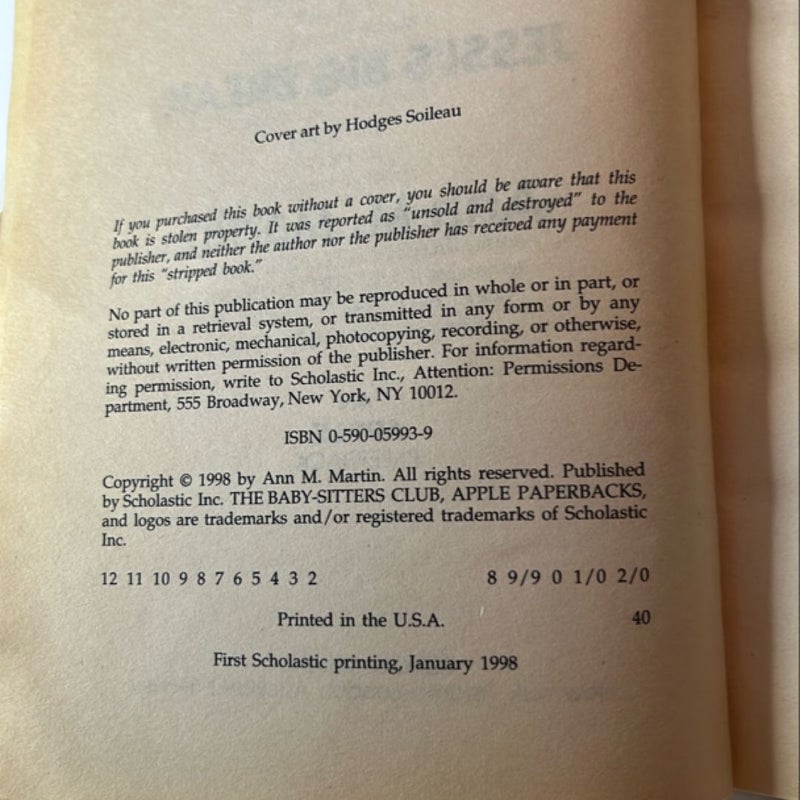 Cover art by Hodges Soileau
If you purchased this book without a cover, you should be aware that this
book is stolen property. It was reported as "unsold and destroyed" to the
publisher, and neither the author nor the publisher has received any payment
for this "stripped book."
No part of this publication may be reproduced in whole or in part, or
stored in a retrieval system, or transmitted in any form or by any
means, electronic, mechanical, photocopying, recording, or otherwise,
without written permission of the publisher. For information regard-
ing permission, write to Scholastic Inc., Attention: Permissions De-
partment, 555 Broadway, New York, NY 10012.
ISBN 0-590-05993-9
Copyright © 1998 by Ann M. Martin. All rights reserved. Published
by Scholastic Inc. THE BABY-SITTERS CLUB, APPLE PAPERBACKS,
and logos are trademarks and/or registered trademarks of Scholastic
Inc.
12 11 10 9 8 7 6 5 4 3 2 8 9/9 0 1/0 2/0
Printed in the U.S.A. 40
First Scholastic printing, January 1998